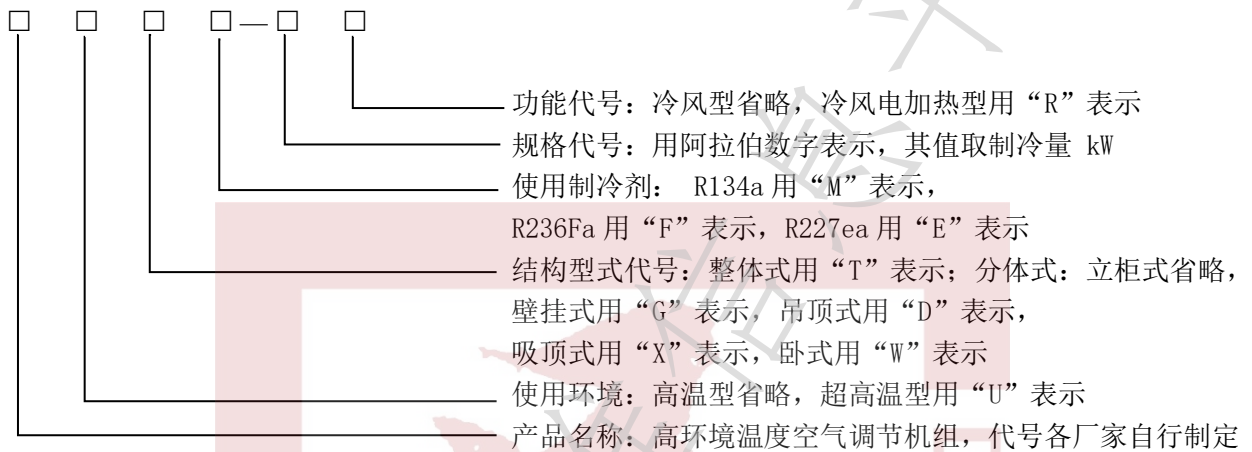 □ □ □ □—□ □
功能代号：冷风型省略，冷风电加热型用“R”表示
规格代号：用阿拉伯数字表示，其值取制冷量 kW
使用制冷剂： R134a 用“M”表示，
R236Fa 用“F”表示，R227ea 用“E”表示
结构型式代号：整体式用“T”表示；分体式：立柜式省略，
壁挂式用“G”表示，吊顶式用“D”表示，
吸顶式用“X”表示，卧式用“W”表示
使用环境：高温型省略，超高温型用“U”表示
产品名称：高环境温度空气调节机组，代号各厂家自行制定